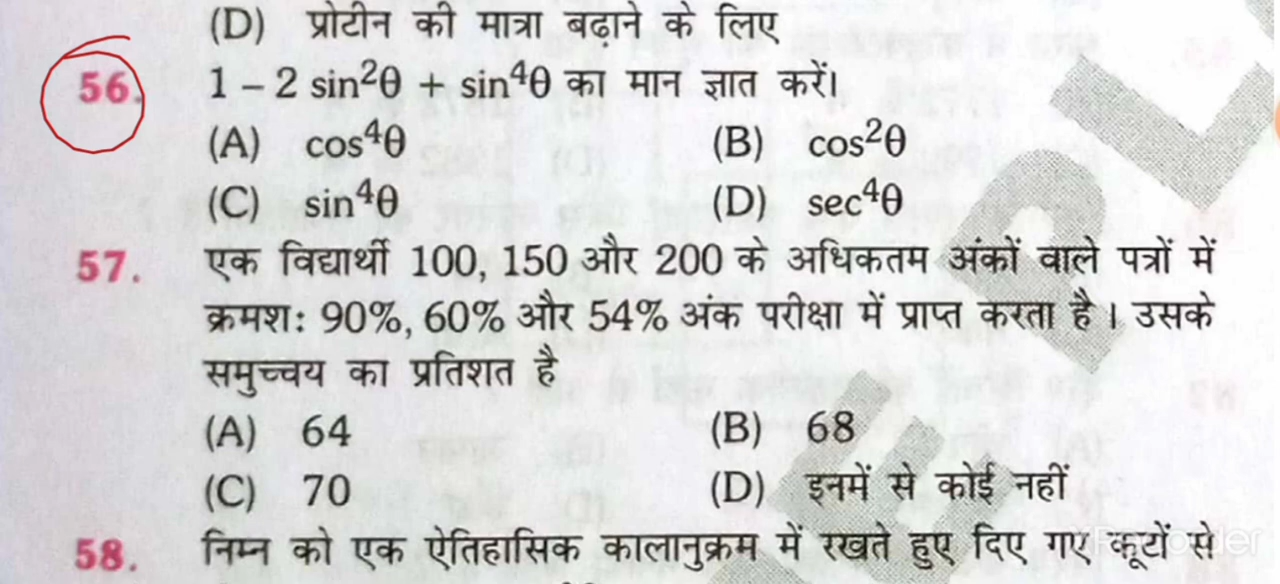 (D) प्रोटीन की मात्रा बढ़ाने के लिए
56. 1 – 2 sin²θ + sin⁴θ का मान ज्ञात करें।
(A) cos⁴θ (B) cos²θ
(C) sin⁴θ (D) sec⁴θ
57. एक विद्यार्थी 100, 150 और 200 के अधिकतम अंकों वाले पत्रों में
क्रमशः 90%, 60% और 54% अंक परीक्षा में प्राप्त करता है । उसके
समुच्चय का प्रतिशत है
(A) 64 (B) 68
(C) 70 (D) इनमें से कोई नहीं
58. निम्न को एक ऐतिहासिक कालानुक्रम में रखते हुए दिए गए कूटों से